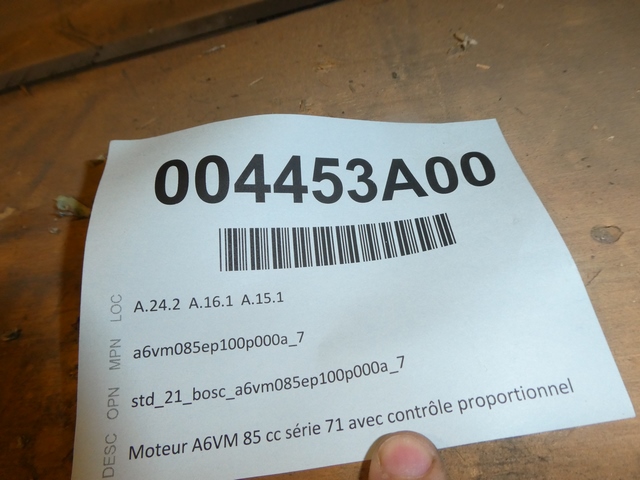 004453A00
LOC A.24.2 A.16.1 A.15.1
MPN a6vm085ep100p000a_7
OPN std_21_bosc_a6vm085ep100p000a_7
DESC Moteur A6VM 85 cc série 71 avec contrôle proportionnel